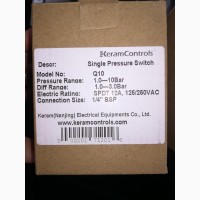 KeramControls
Descr: Single Pressure Switch
Model No: Q10
Pressure Range: 1.0---10Bar
Diff Range: 1.0---3.0Bar
Electric Rating: SPDT 12A, 125/250VAC
Connection Size: 1/4" BSP
Keram(Nanjing) Electrical Equipments Co., Ltd.
www.keramcontrols.com